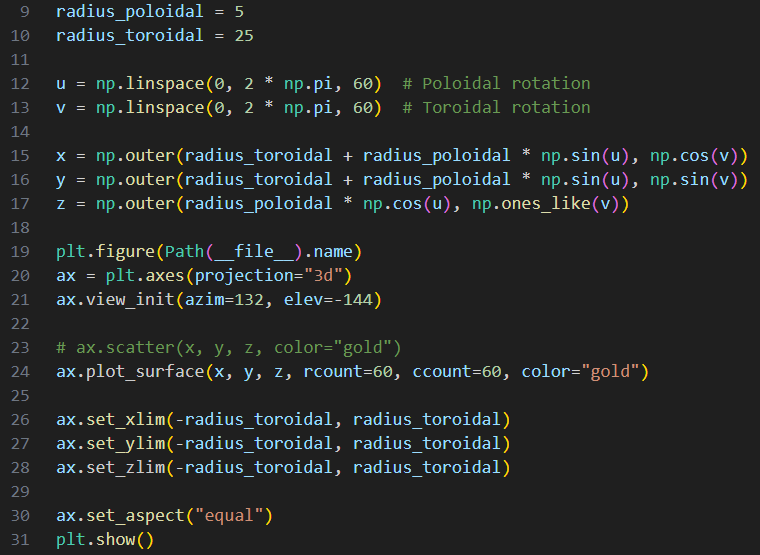 9 radius_poloidal = 5
10 radius_toroidal = 25
11
12 u = np.linspace(0, 2 * np.pi, 60)  # Poloidal rotation
13 v = np.linspace(0, 2 * np.pi, 60)  # Toroidal rotation
14
15 x = np.outer(radius_toroidal + radius_poloidal * np.sin(u), np.cos(v))
16 y = np.outer(radius_toroidal + radius_poloidal * np.sin(u), np.sin(v))
17 z = np.outer(radius_poloidal * np.cos(u), np.ones_like(v))
18
19 plt.figure(Path(__file__).name)
20 ax = plt.axes(projection="3d")
21 ax.view_init(azim=132, elev=-144)
22
23 # ax.scatter(x, y, z, color="gold")
24 ax.plot_surface(x, y, z, rcount=60, ccount=60, color="gold")
25
26 ax.set_xlim(-radius_toroidal, radius_toroidal)
27 ax.set_ylim(-radius_toroidal, radius_toroidal)
28 ax.set_zlim(-radius_toroidal, radius_toroidal)
29
30 ax.set_aspect("equal")
31 plt.show()